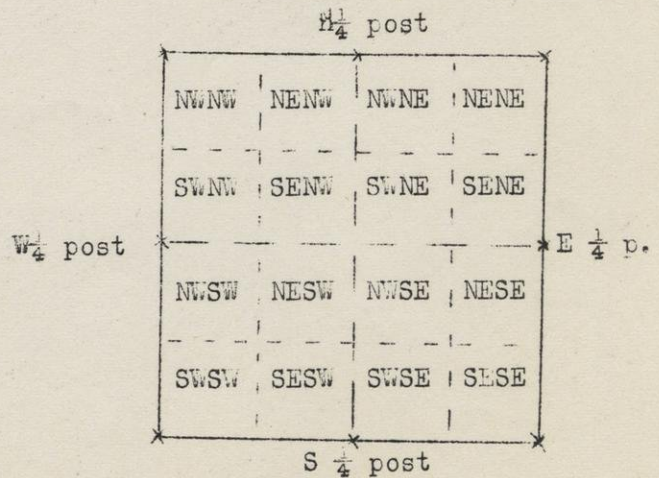 N¼ post
NWNW NENW NWNE NENE
SWNW SENW SWNE SENE
W¼ post E ¼ p.
NWSW NESW NWSE NESE
SWSW SESW SWSE SESE
S ¼ post